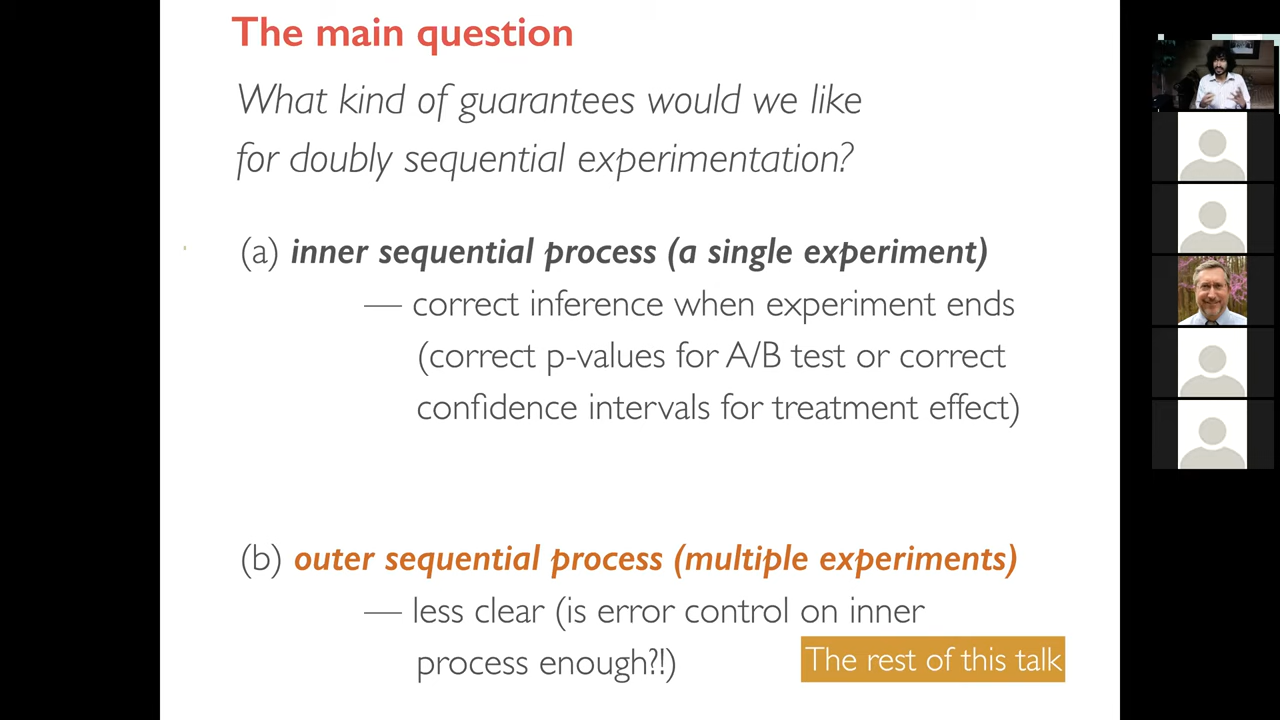 The main question
What kind of guarantees would we like
for doubly sequential experimentation?
(a) inner sequential process (a single experiment)
— correct inference when experiment ends
(correct p-values for A/B test or correct
confidence intervals for treatment effect)
(b) outer sequential process (multiple experiments)
— less clear (is error control on inner
process enough?!)
The rest of this talk